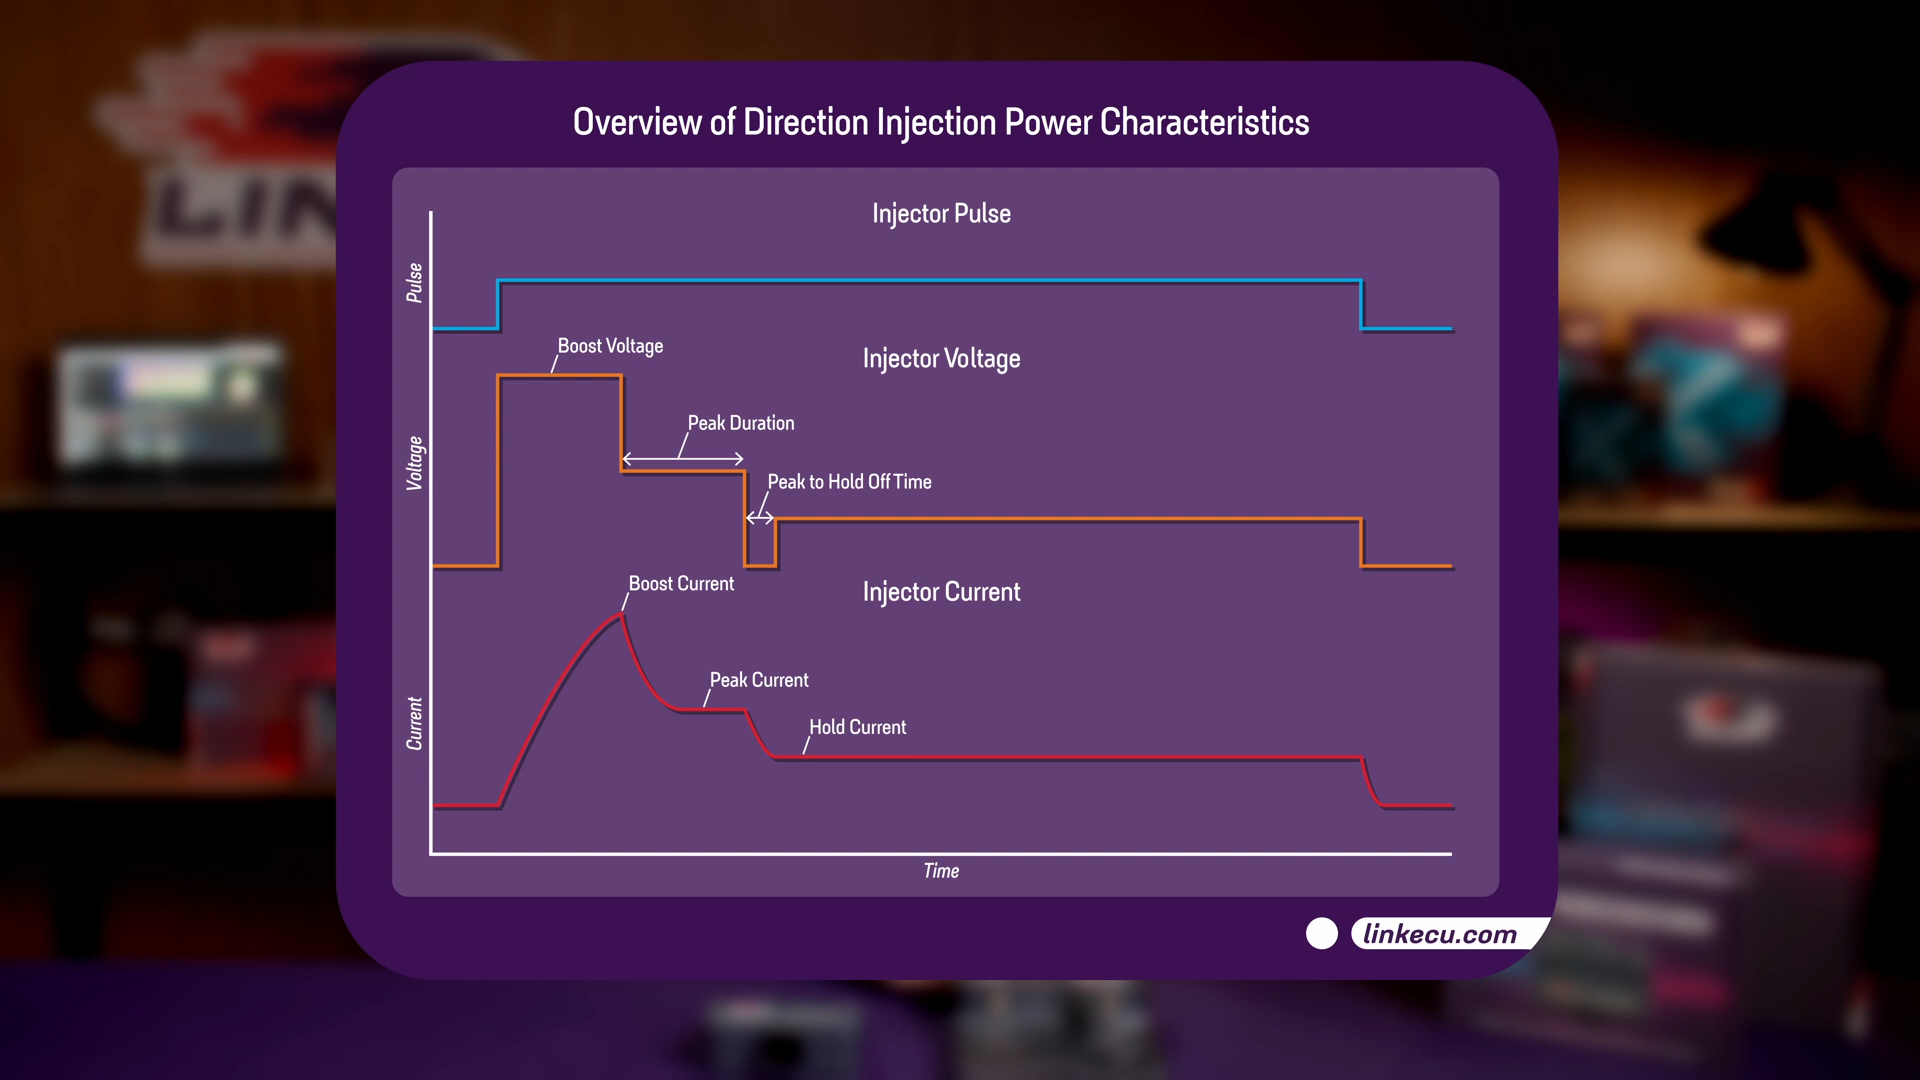 Overview of Direction Injection Power Characteristics
Injector Pulse
Pulse
Boost Voltage
Injector Voltage
Peak Duration
Voltage
Peak to Hold Off Time
Boost Current
Injector Current
Peak Current
Hold Current
Current
Time
linkecu.com
LIN